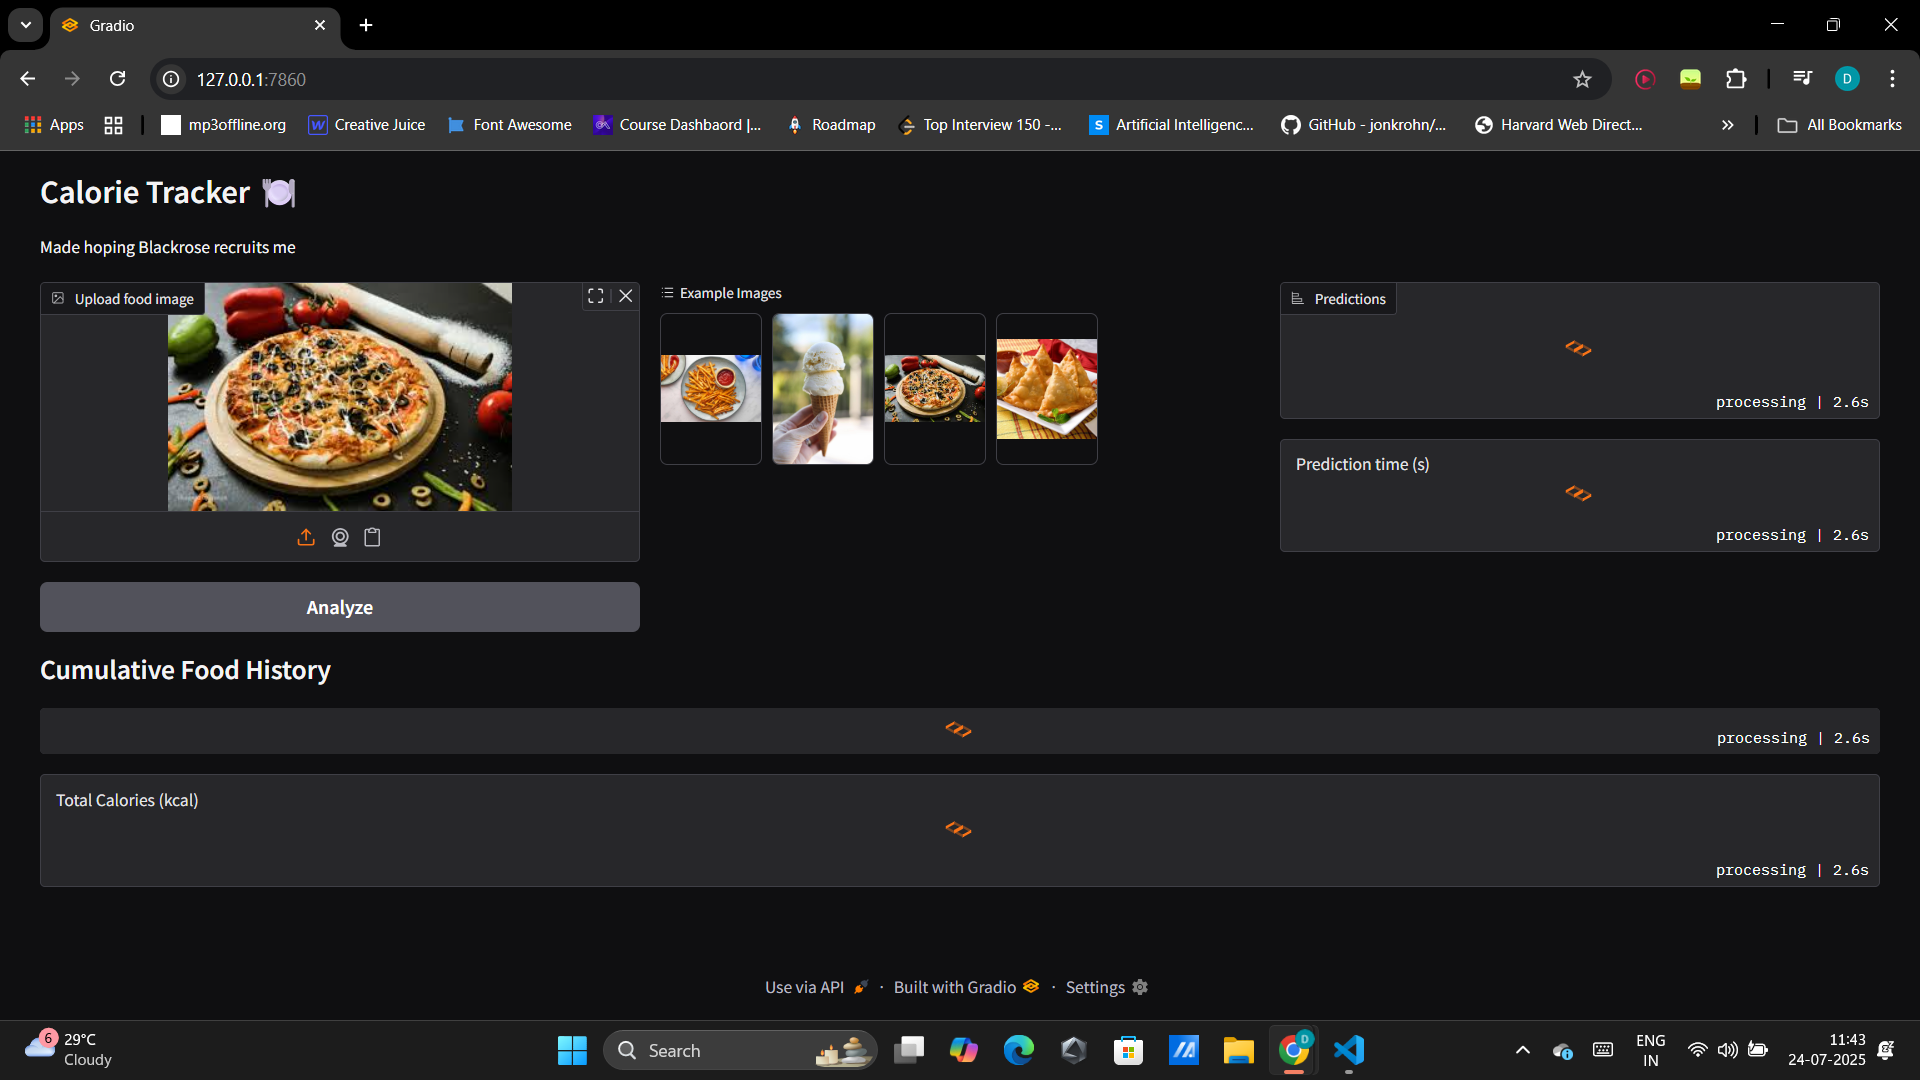 Gradio
127.0.0.1:7860
Apps
mp3offline.org
Creative Juice
Font Awesome
Course Dashbaord |...
Roadmap
Top Interview 150 -...
Artificial Intelligenc...
GitHub - jonkrohn/...
Harvard Web Direct...
All Bookmarks
Calorie Tracker
Made hoping Blackrose recruits me
Upload food image
Example Images
Predictions
processing | 2.6s
Prediction time (s)
processing | 2.6s
Analyze
Cumulative Food History
processing | 2.6s
Total Calories (kcal)
processing | 2.6s
Use via API · Built with Gradio · Settings
6
29°C
Cloudy
Search
ENG
IN
11:43
24-07-2025